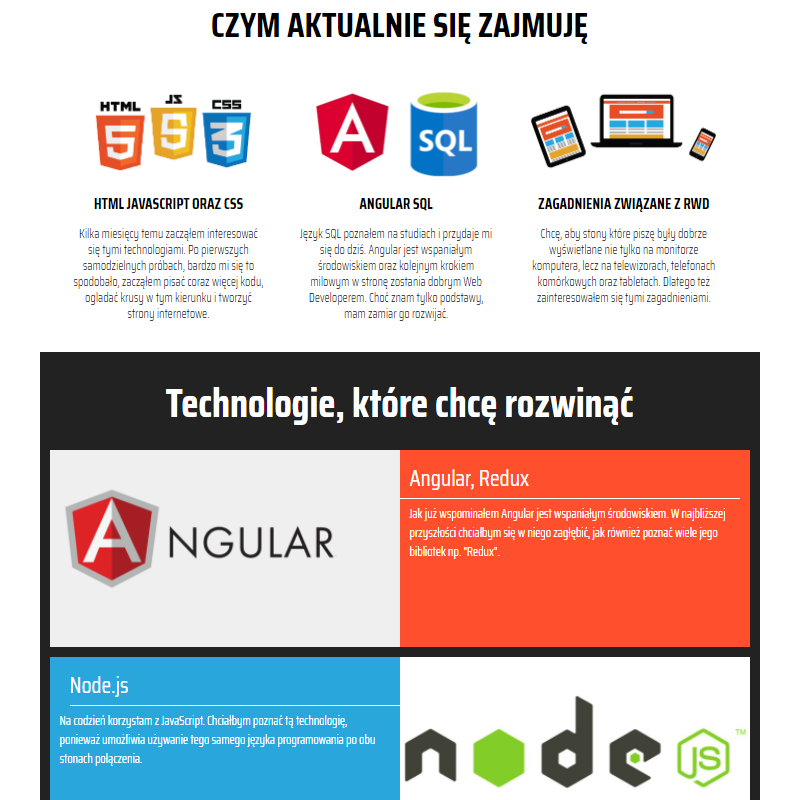 CZYM AKTUALNIE SIĘ ZAJMUJĘ
HTML JS CSS
5 5 3
A SQL
HTML JAVASCRIPT ORAZ CSS
Kilka miesięcy temu zacząłem interesować
się tymi technologiami. Po pierwszych
samodzielnych próbach, bardzo mi się to
spodobało, zacząłem pisać coraz więcej kodu,
ogladać krusy w tym kierunku i tworzyć
strony internetowe.
ANGULAR SQL
Język SQL poznałem na studiach i przydaje mi
się do dziś. Angular jest wspaniałym
środowiskiem oraz kolejnym krokiem
milowym w stronę zostania dobrym Web
Developerem. Choć znam tylko podstawy,
mam zamiar go rozwijać.
ZAGADNIENIA ZWIĄZANE Z RWD
Chcę, aby stony które piszę były dobrze
wyświetlane nie tylko na monitorze
komputera, lecz na telewizorach, telefonach
komórkowych oraz tabletach. Dlatego też
zainteresowałem się tymi zagadnieniami.
Technologie, które chcę rozwinąć
ANGULAR
Angular, Redux
Jak już wspominałem Angular jest wspaniałym środowiskiem. W najbliższej
przyszłości chciałbym się w niego zagłębić, jak również poznać wiele jego
bibliotek np. "Redux".
Node.js
Na codzień korzystam z JavaScript. Chciałbym poznać tą technologię,
ponieważ umożliwia używanie tego samego języka programowania po obu
stonach połączenia.
node JS ™